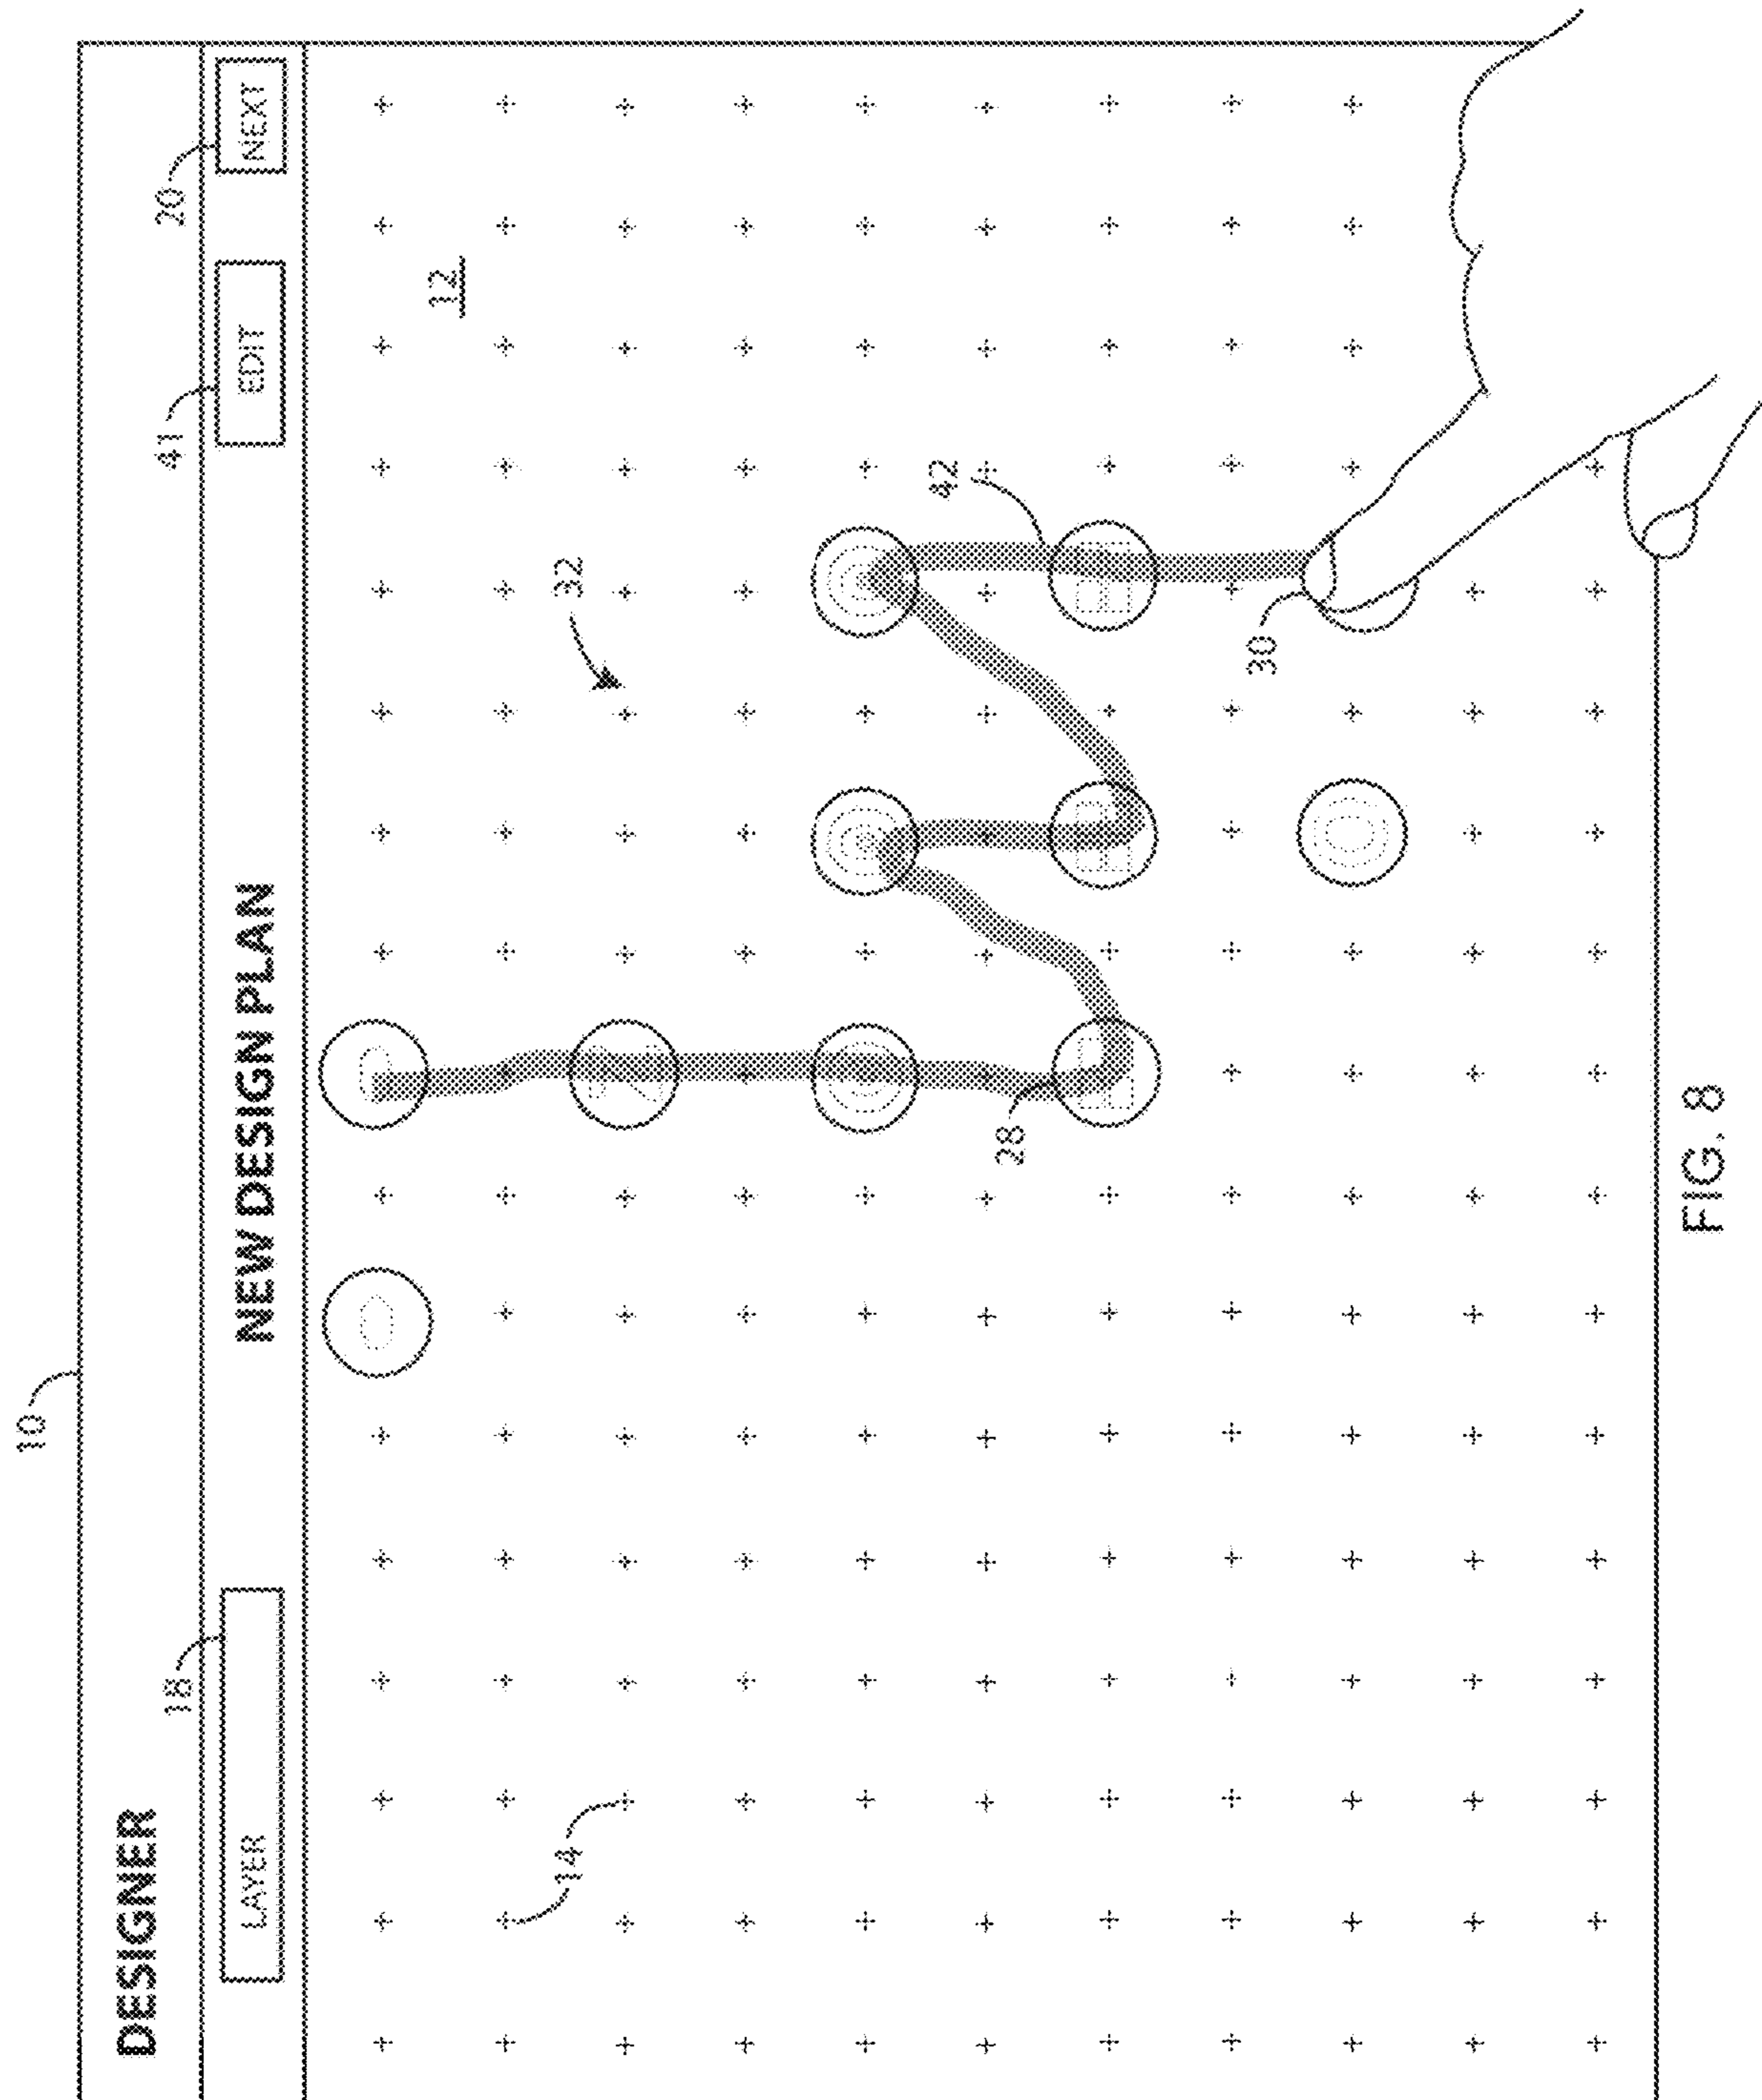 10
DESIGNER
18
41
20
LAYER
NEW DESIGN PLAN
EDIT
NEXT
12
14
32
42
28
30
FIG. 8